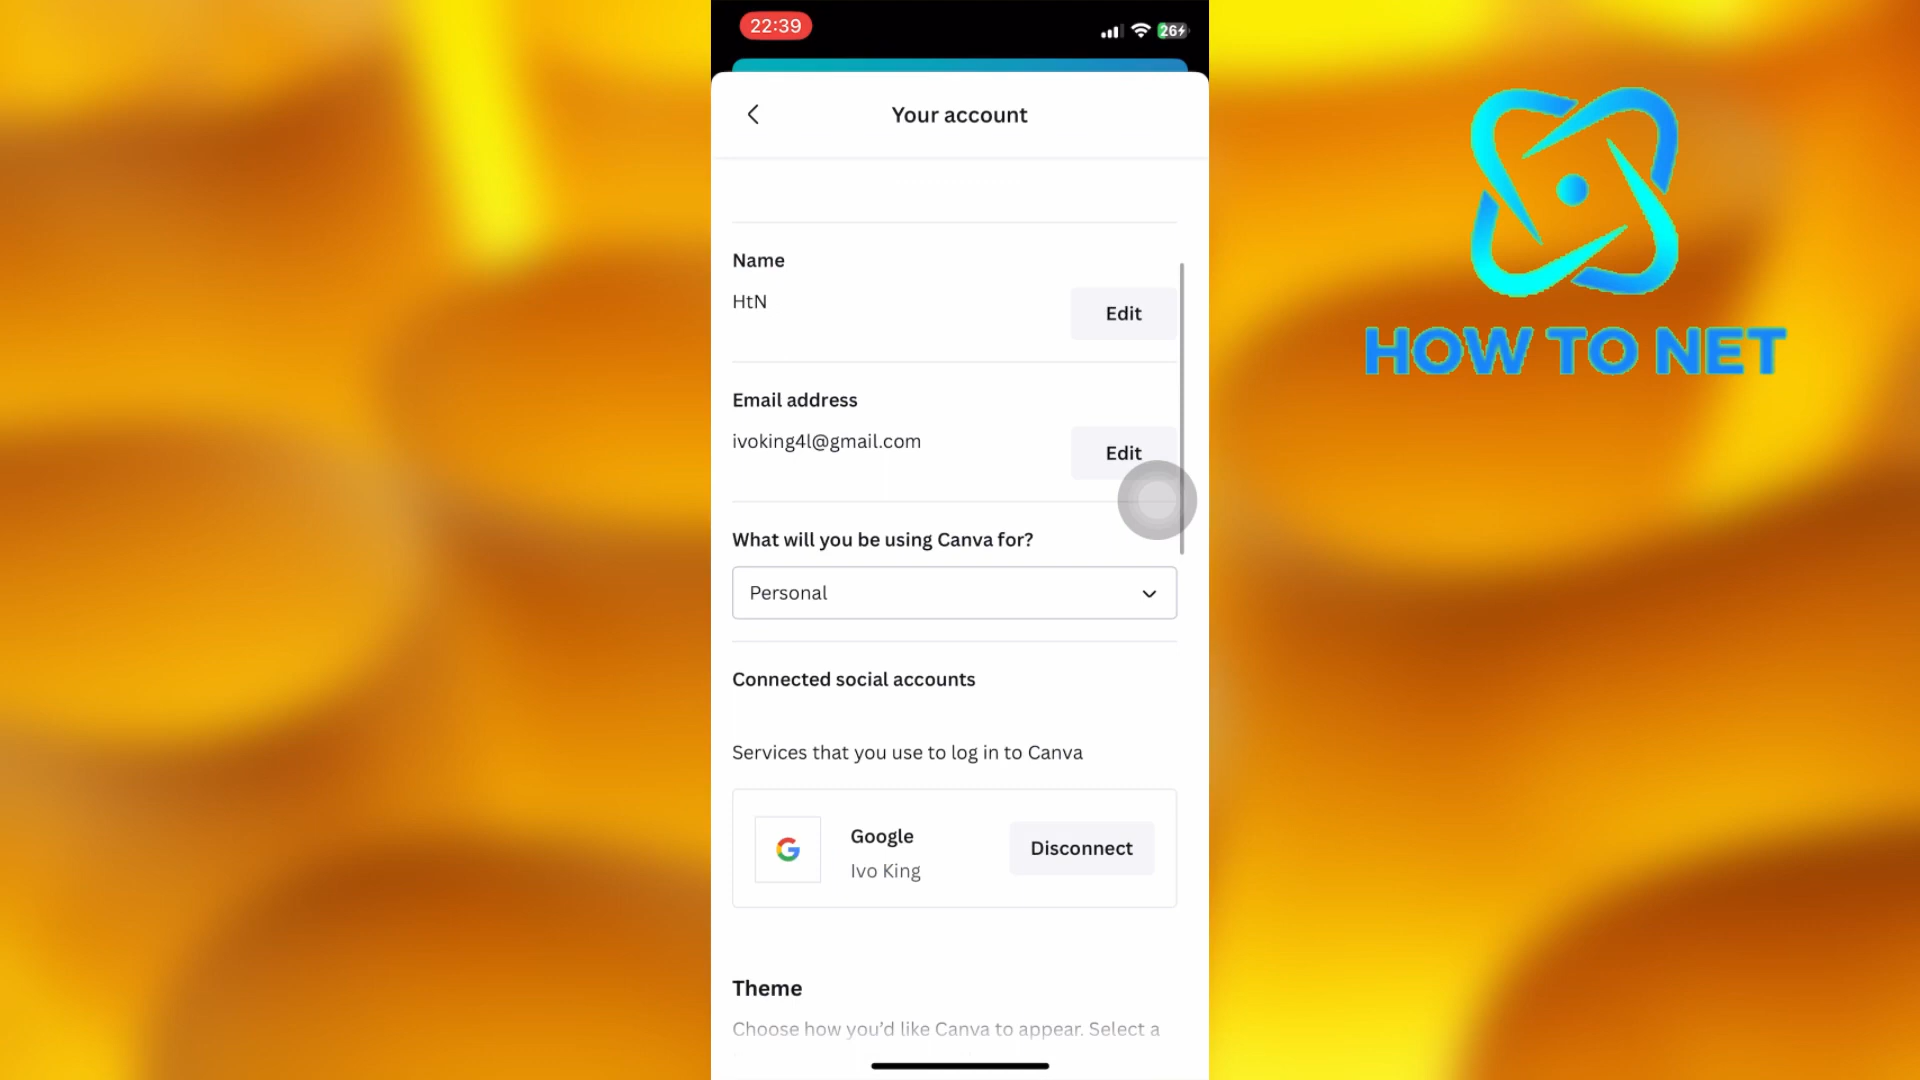 22:39
26
Your account
HOW TO NET
Name
HtN
Edit
Email address
ivoking4l@gmail.com
Edit
What will you be using Canva for?
Personal
Connected social accounts
Services that you use to log in to Canva
Google
Ivo King
Disconnect
Theme
Choose how you’d like Canva to appear. Select a